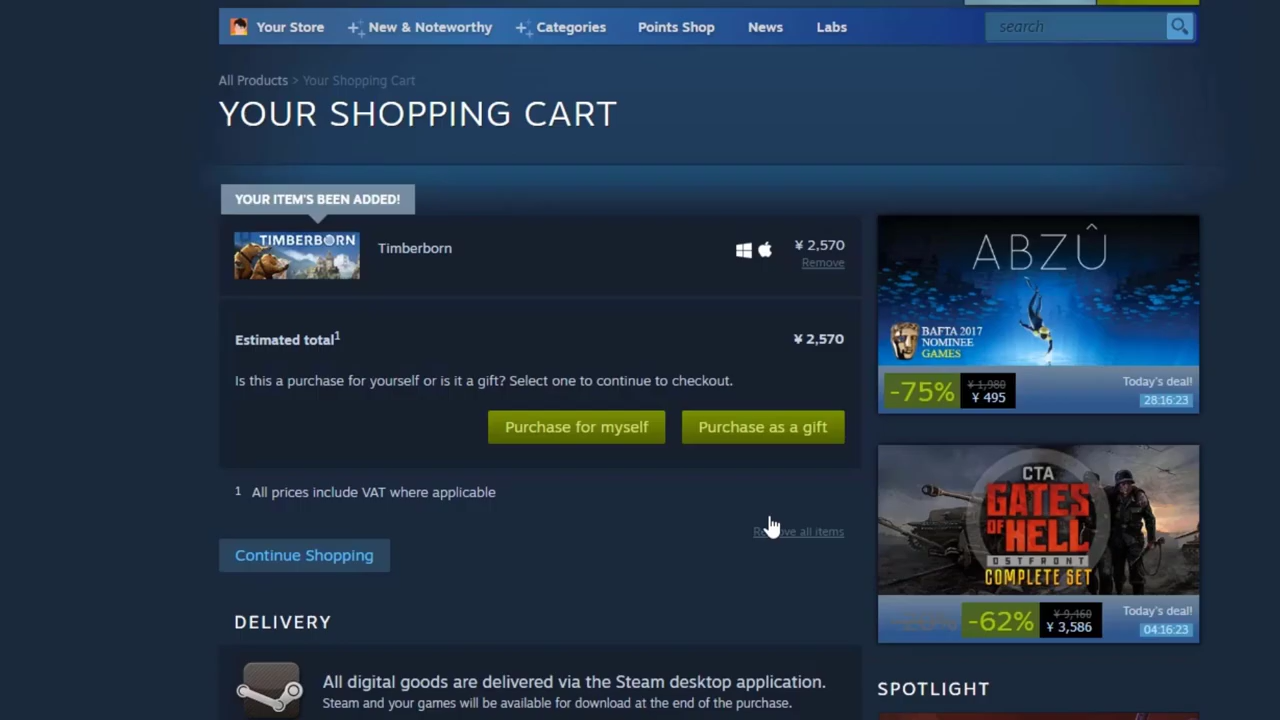 Your Store
New & Noteworthy
Categories
Points Shop
News
Labs
search
All Products > Your Shopping Cart
YOUR SHOPPING CART
YOUR ITEM'S BEEN ADDED!
TIMBERBORN
Timberborn
¥ 2,570
Remove
Estimated total1
¥ 2,570
Is this a purchase for yourself or is it a gift? Select one to continue to checkout.
Purchase for myself
Purchase as a gift
1 All prices include VAT where applicable
all items
Continue Shopping
DELIVERY
All digital goods are delivered via the Steam desktop application.
Steam and your games will be available for download at the end of the purchase.
ABZÛ
BAFTA 2017
NOMINEE
GAMES
-75%
¥ 1,980
¥ 495
Today's deal!
28:16:23
CTA
GATES
OF HELL
OSTFRONT
COMPLETE SET
-62%
¥ 9,460
¥ 3,586
Today's deal!
04:16:23
SPOTLIGHT